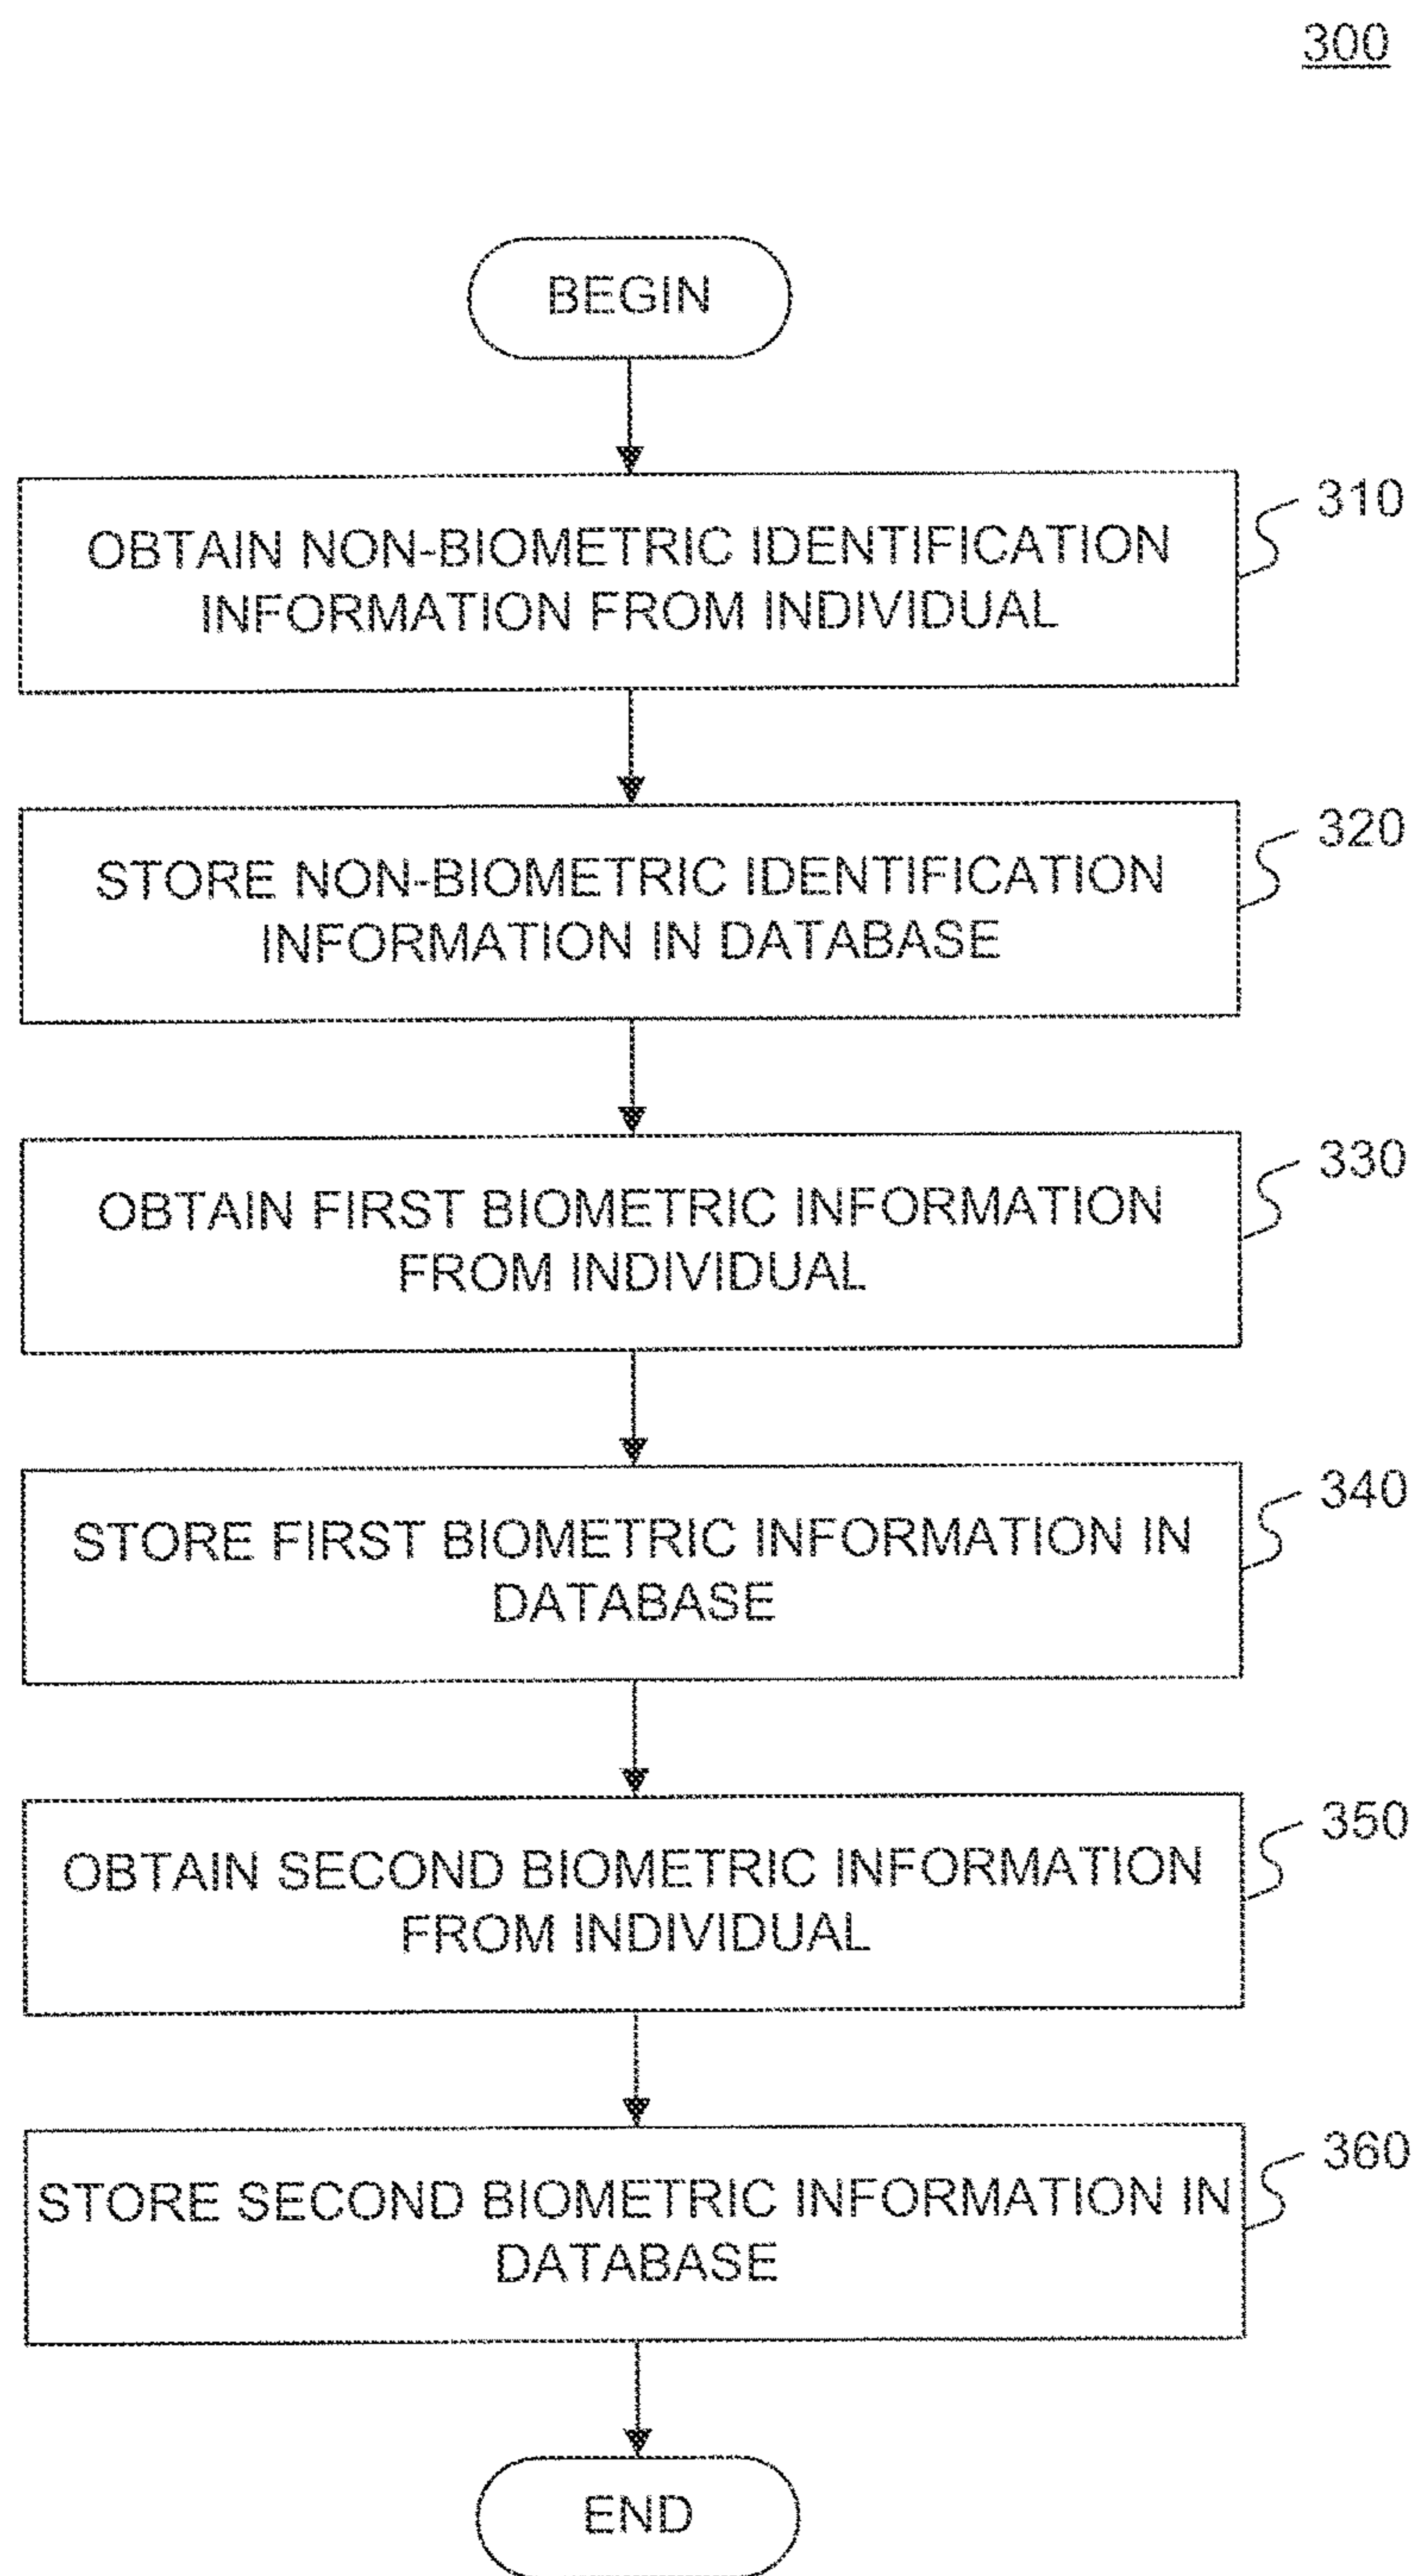 300
BEGIN
OBTAIN NON-BIOMETRIC IDENTIFICATION
INFORMATION FROM INDIVIDUAL
310
STORE NON-BIOMETRIC IDENTIFICATION
INFORMATION IN DATABASE
320
OBTAIN FIRST BIOMETRIC INFORMATION
FROM INDIVIDUAL
330
STORE FIRST BIOMETRIC INFORMATION IN
DATABASE
340
OBTAIN SECOND BIOMETRIC INFORMATION
FROM INDIVIDUAL
350
STORE SECOND BIOMETRIC INFORMATION IN
DATABASE
360
END